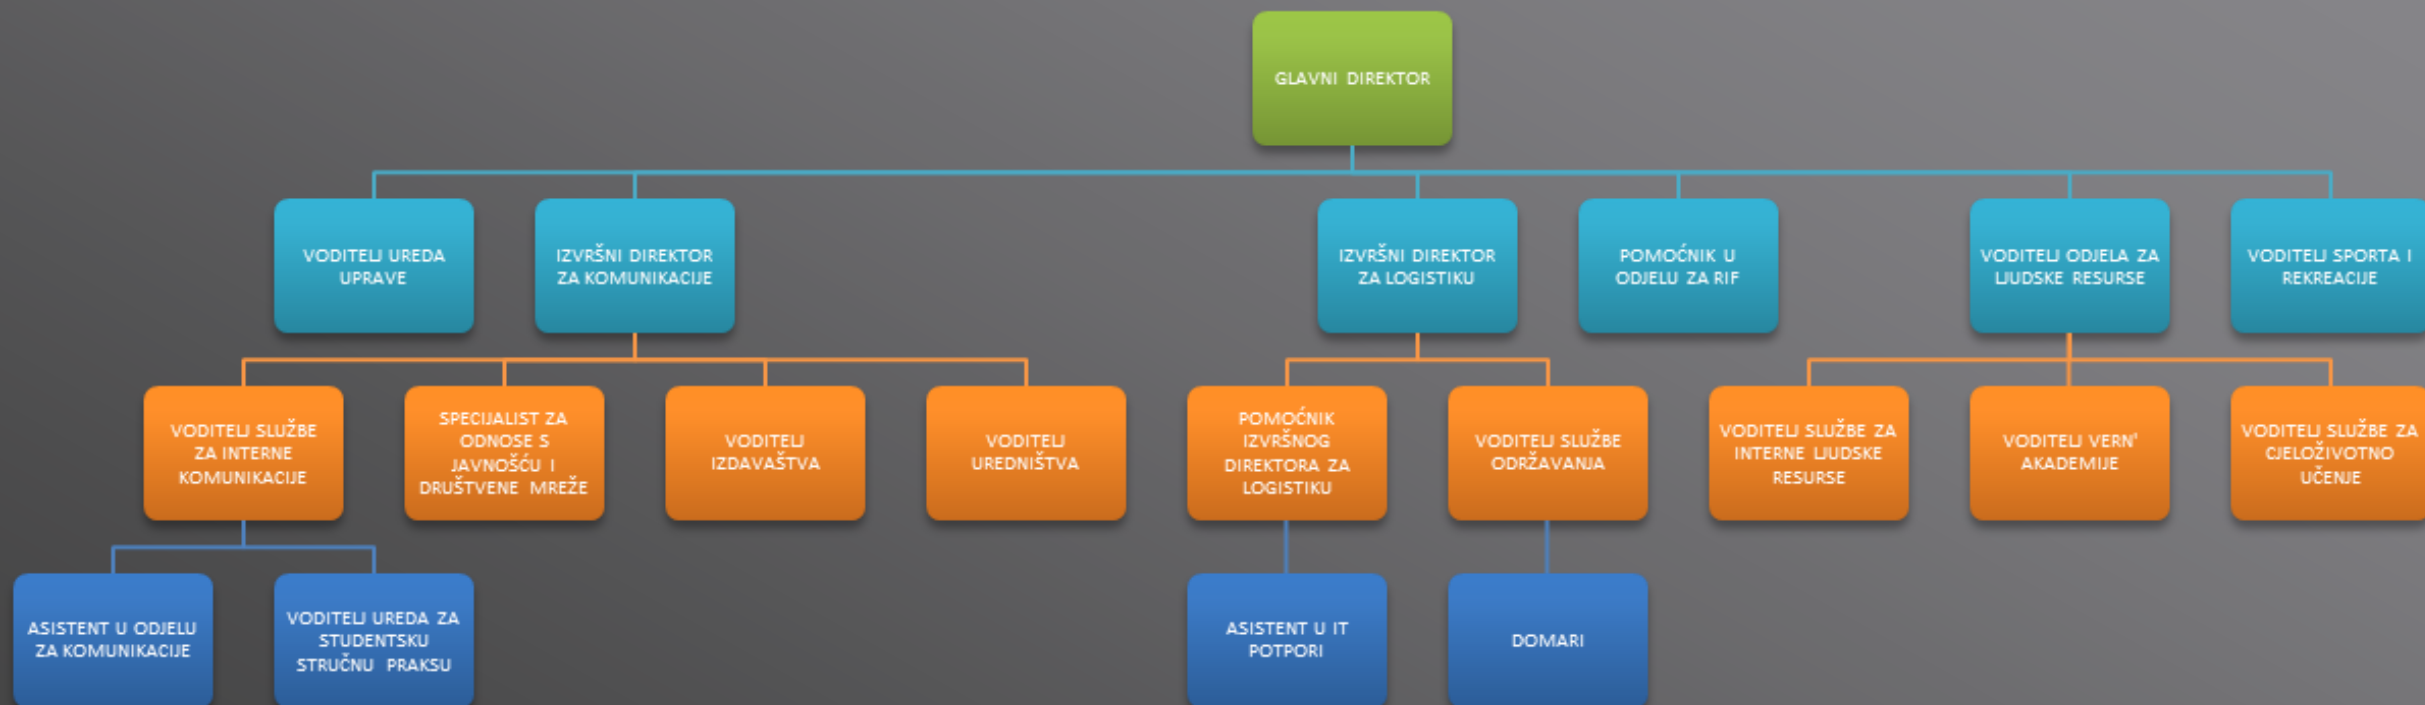 GLAVNI DIREKTOR
VODITELJ UREDA
UPRAVE
IZVRŠNI DIREKTOR
ZA KOMUNIKACIJE
IZVRŠNI DIREKTOR
ZA LOGISTIKU
POMOĆNIK U
ODJELU ZA RIF
VODITELJ ODJELA ZA
LJUDSKE RESURSE
VODITELJ SPORTA I
REKREACIJE
VODITELJ SLUŽBE
ZA INTERNE
KOMUNIKACIJE
SPECIJALIST ZA
ODNOSE S
JAVNOŠĆU I
DRUŠTVENE MREŽE
VODITELJ
IZDAVAŠTVA
VODITELJ
UREDNIŠTVA
POMOĆNIK
IZVRŠNOG
DIREKTORA ZA
LOGISTIKU
VODITELJ SLUŽBE
ODRŽAVANJA
VODITELJ SLUŽBE ZA
INTERNE LJUDSKE
RESURSE
VODITELJ VERN'
AKADEMIJE
VODITELJ SLUŽBE ZA
CJELOŽIVOTNO
UČENJE
ASISTENT U ODJELU
ZA KOMUNIKACIJE
VODITELJ UREDA ZA
STUDENTSKU
STRUČNU PRAKSU
ASISTENT U IT
POTPORI
DOMARI